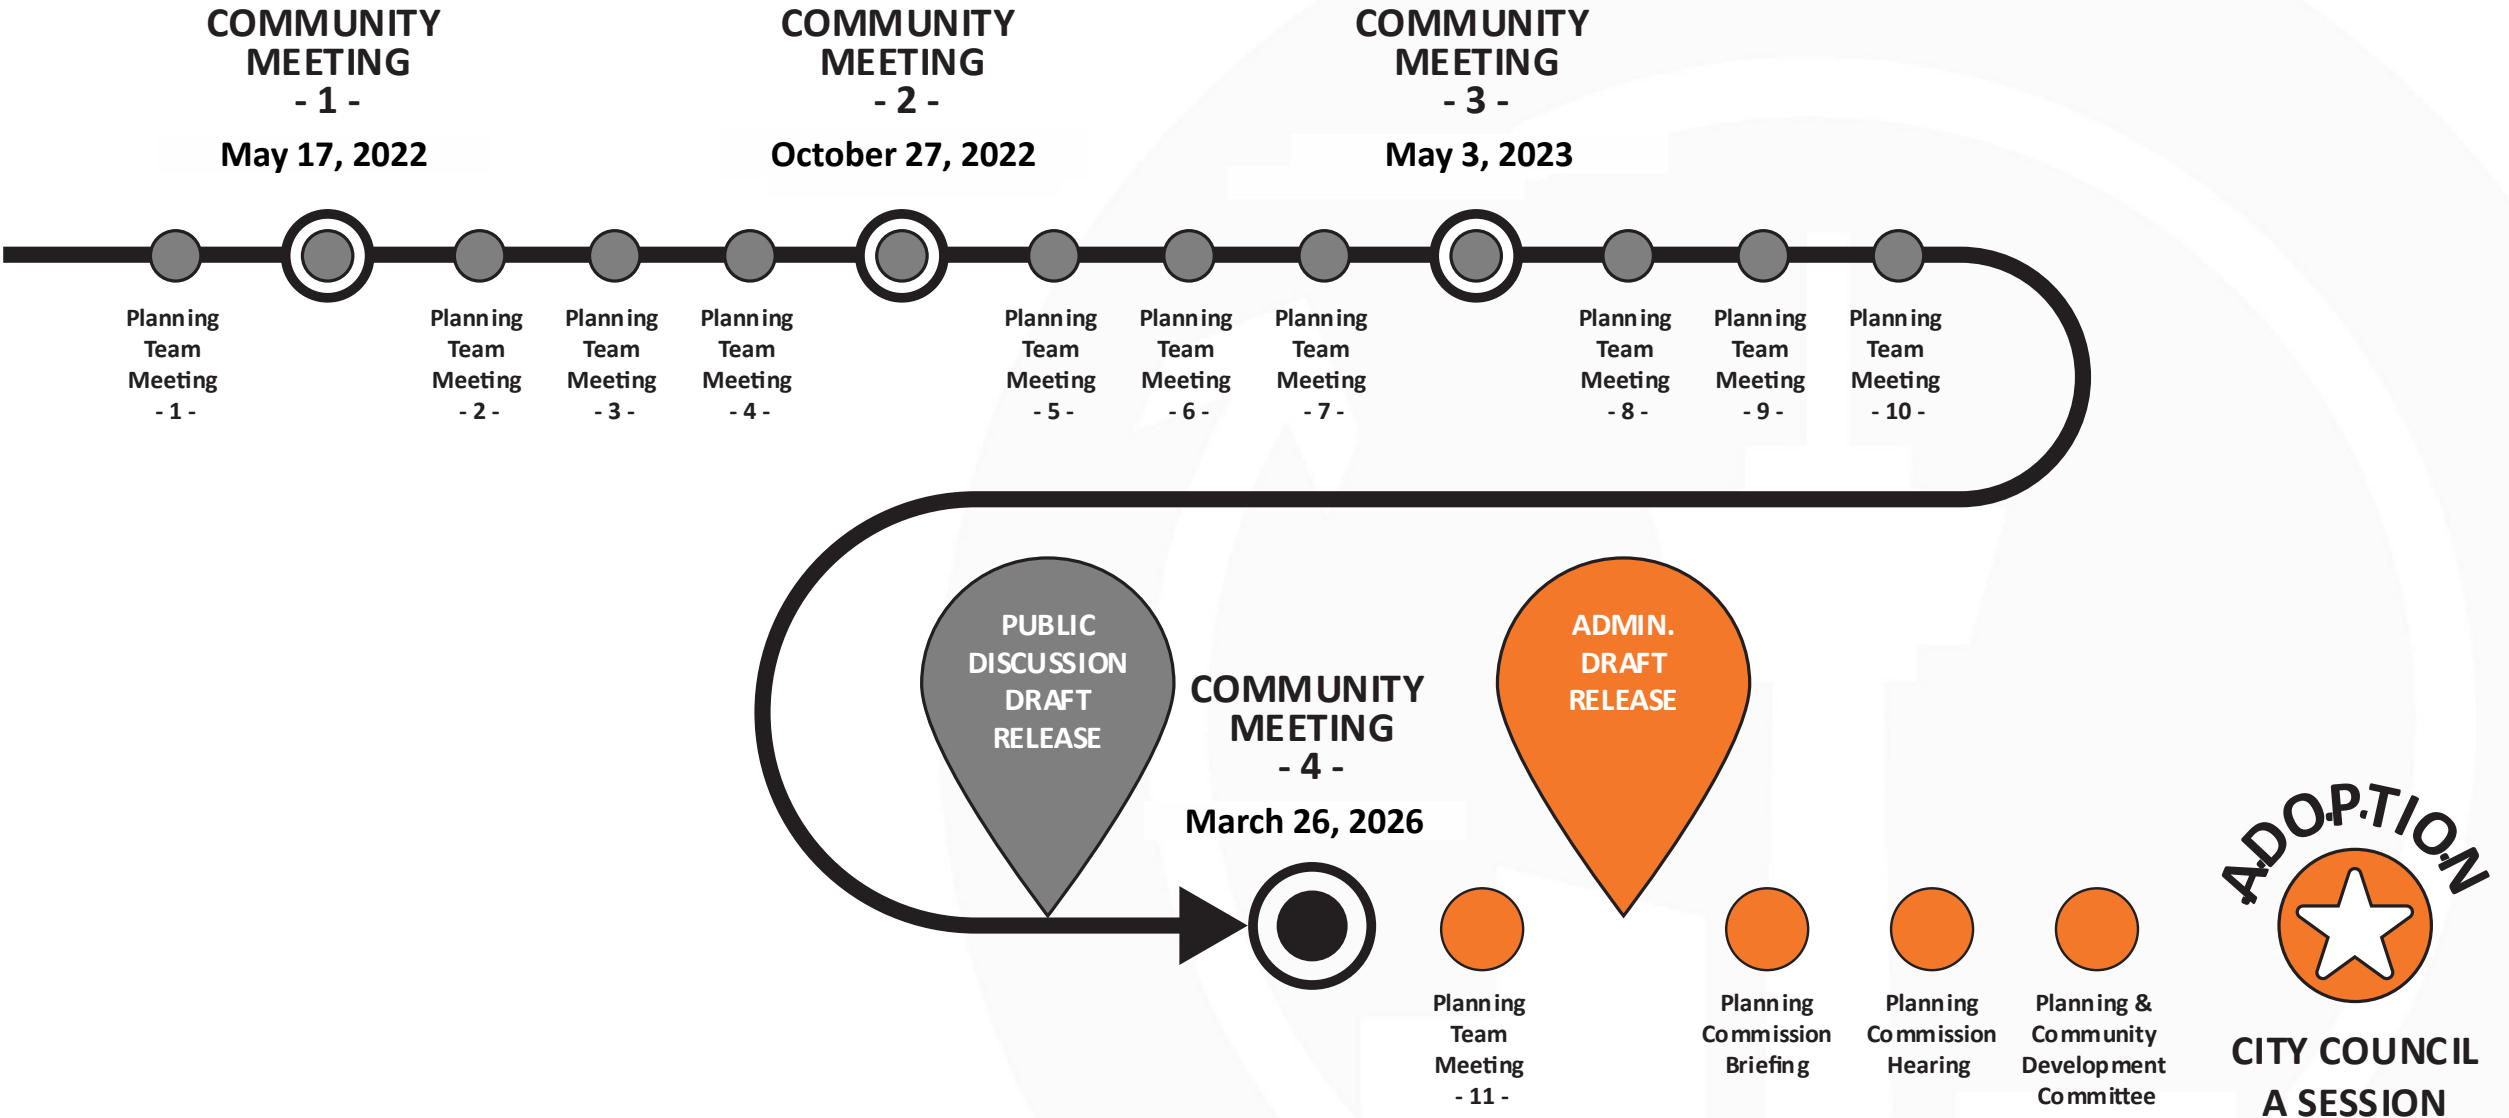 COMMUNITY
MEETING
- 1 -
May 17, 2022
COMMUNITY
MEETING
- 2 -
October 27, 2022
COMMUNITY
MEETING
- 3 -
May 3, 2023
Planning
Team
Meeting
- 1 -
Planning
Team
Meeting
- 2 -
Planning
Team
Meeting
- 3 -
Planning
Team
Meeting
- 4 -
Planning
Team
Meeting
- 5 -
Planning
Team
Meeting
- 6 -
Planning
Team
Meeting
- 7 -
Planning
Team
Meeting
- 8 -
Planning
Team
Meeting
- 9 -
Planning
Team
Meeting
- 10 -
PUBLIC
DISCUSSION
DRAFT
RELEASE
COMMUNITY
MEETING
- 4 -
March 26, 2026
ADMIN.
DRAFT
RELEASE
Planning
Team
Meeting
- 11 -
Planning
Commission
Briefing
Planning
Commission
Hearing
Planning &
Community
Development
Committee
ADOPTION
CITY COUNCIL
A SESSION